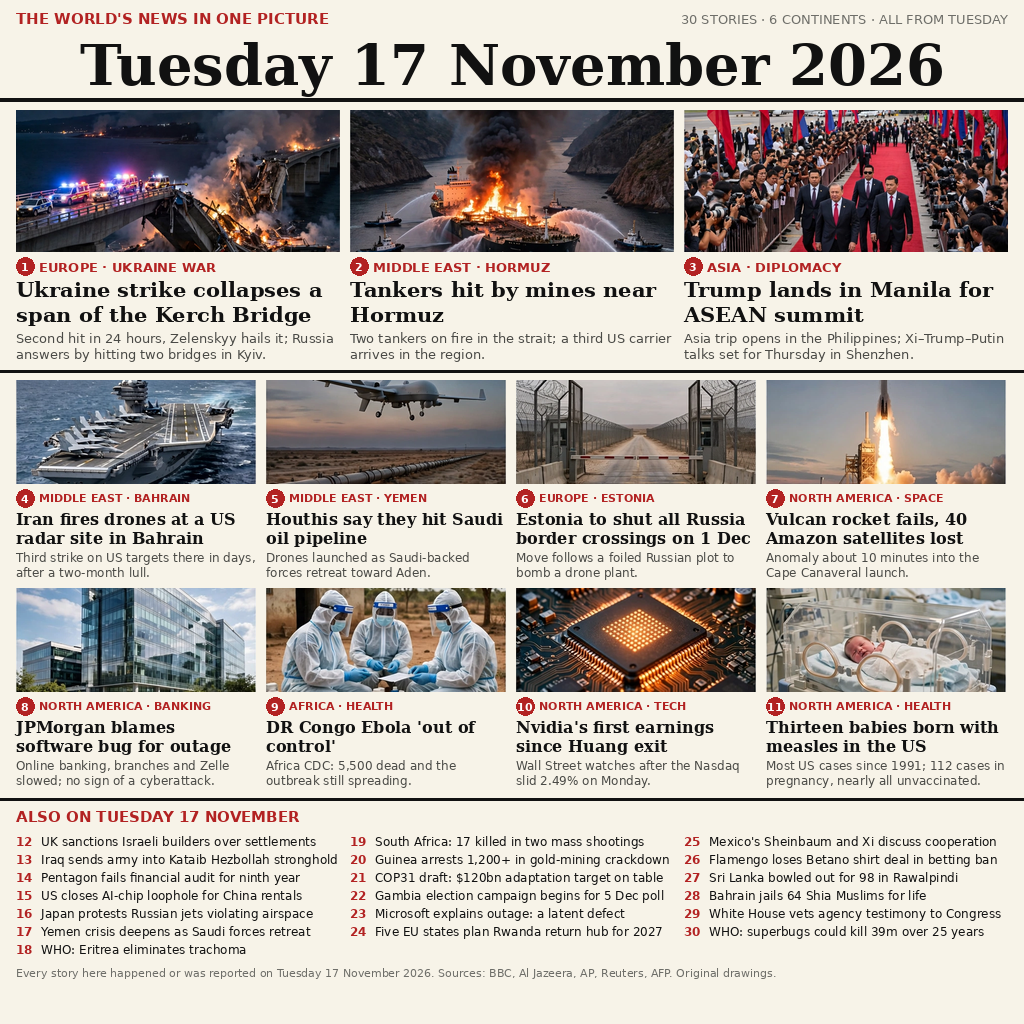 THE WORLD'S NEWS IN ONE PICTURE
30 STORIES · 6 CONTINENTS · ALL FROM TUESDAY
Tuesday 17 November 2026
1 EUROPE · UKRAINE WAR
Ukraine strike collapses a
span of the Kerch Bridge
Second hit in 24 hours, Zelenskyy hails it; Russia
answers by hitting two bridges in Kyiv.
2 MIDDLE EAST · HORMUZ
Tankers hit by mines near
Hormuz
Two tankers on fire in the strait; a third US carrier
arrives in the region.
3 ASIA · DIPLOMACY
Trump lands in Manila for
ASEAN summit
Asia trip opens in the Philippines; Xi–Trump–Putin
talks set for Thursday in Shenzhen.
4 MIDDLE EAST · BAHRAIN
Iran fires drones at a US
radar site in Bahrain
Third strike on US targets there in days,
after a two-month lull.
5 MIDDLE EAST · YEMEN
Houthis say they hit Saudi
oil pipeline
Drones launched as Saudi-backed
forces retreat toward Aden.
6 EUROPE · ESTONIA
Estonia to shut all Russia
border crossings on 1 Dec
Move follows a foiled Russian plot to
bomb a drone plant.
7 NORTH AMERICA · SPACE
Vulcan rocket fails, 40
Amazon satellites lost
Anomaly about 10 minutes into the
Cape Canaveral launch.
8 NORTH AMERICA · BANKING
JPMorgan blames
software bug for outage
Online banking, branches and Zelle
slowed; no sign of a cyberattack.
9 AFRICA · HEALTH
DR Congo Ebola 'out of
control'
Africa CDC: 5,500 dead and the
outbreak still spreading.
10 NORTH AMERICA · TECH
Nvidia's first earnings
since Huang exit
Wall Street watches after the Nasdaq
slid 2.49% on Monday.
11 NORTH AMERICA · HEALTH
Thirteen babies born with
measles in the US
Most US cases since 1991; 112 cases in
pregnancy, nearly all unvaccinated.
ALSO ON TUESDAY 17 NOVEMBER
12 UK sanctions Israeli builders over settlements
13 Iraq sends army into Kataib Hezbollah stronghold
14 Pentagon fails financial audit for ninth year
15 US closes AI-chip loophole for China rentals
16 Japan protests Russian jets violating airspace
17 Yemen crisis deepens as Saudi forces retreat
18 WHO: Eritrea eliminates trachoma
19 South Africa: 17 killed in two mass shootings
20 Guinea arrests 1,200+ in gold-mining crackdown
21 COP31 draft: $120bn adaptation target on table
22 Gambia election campaign begins for 5 Dec poll
23 Microsoft explains outage: a latent defect
24 Five EU states plan Rwanda return hub for 2027
25 Mexico's Sheinbaum and Xi discuss cooperation
26 Flamengo loses Betano shirt deal in betting ban
27 Sri Lanka bowled out for 98 in Rawalpindi
28 Bahrain jails 64 Shia Muslims for life
29 White House vets agency testimony to Congress
30 WHO: superbugs could kill 39m over 25 years
Every story here happened or was reported on Tuesday 17 November 2026. Sources: BBC, Al Jazeera, AP, Reuters, AFP. Original drawings.